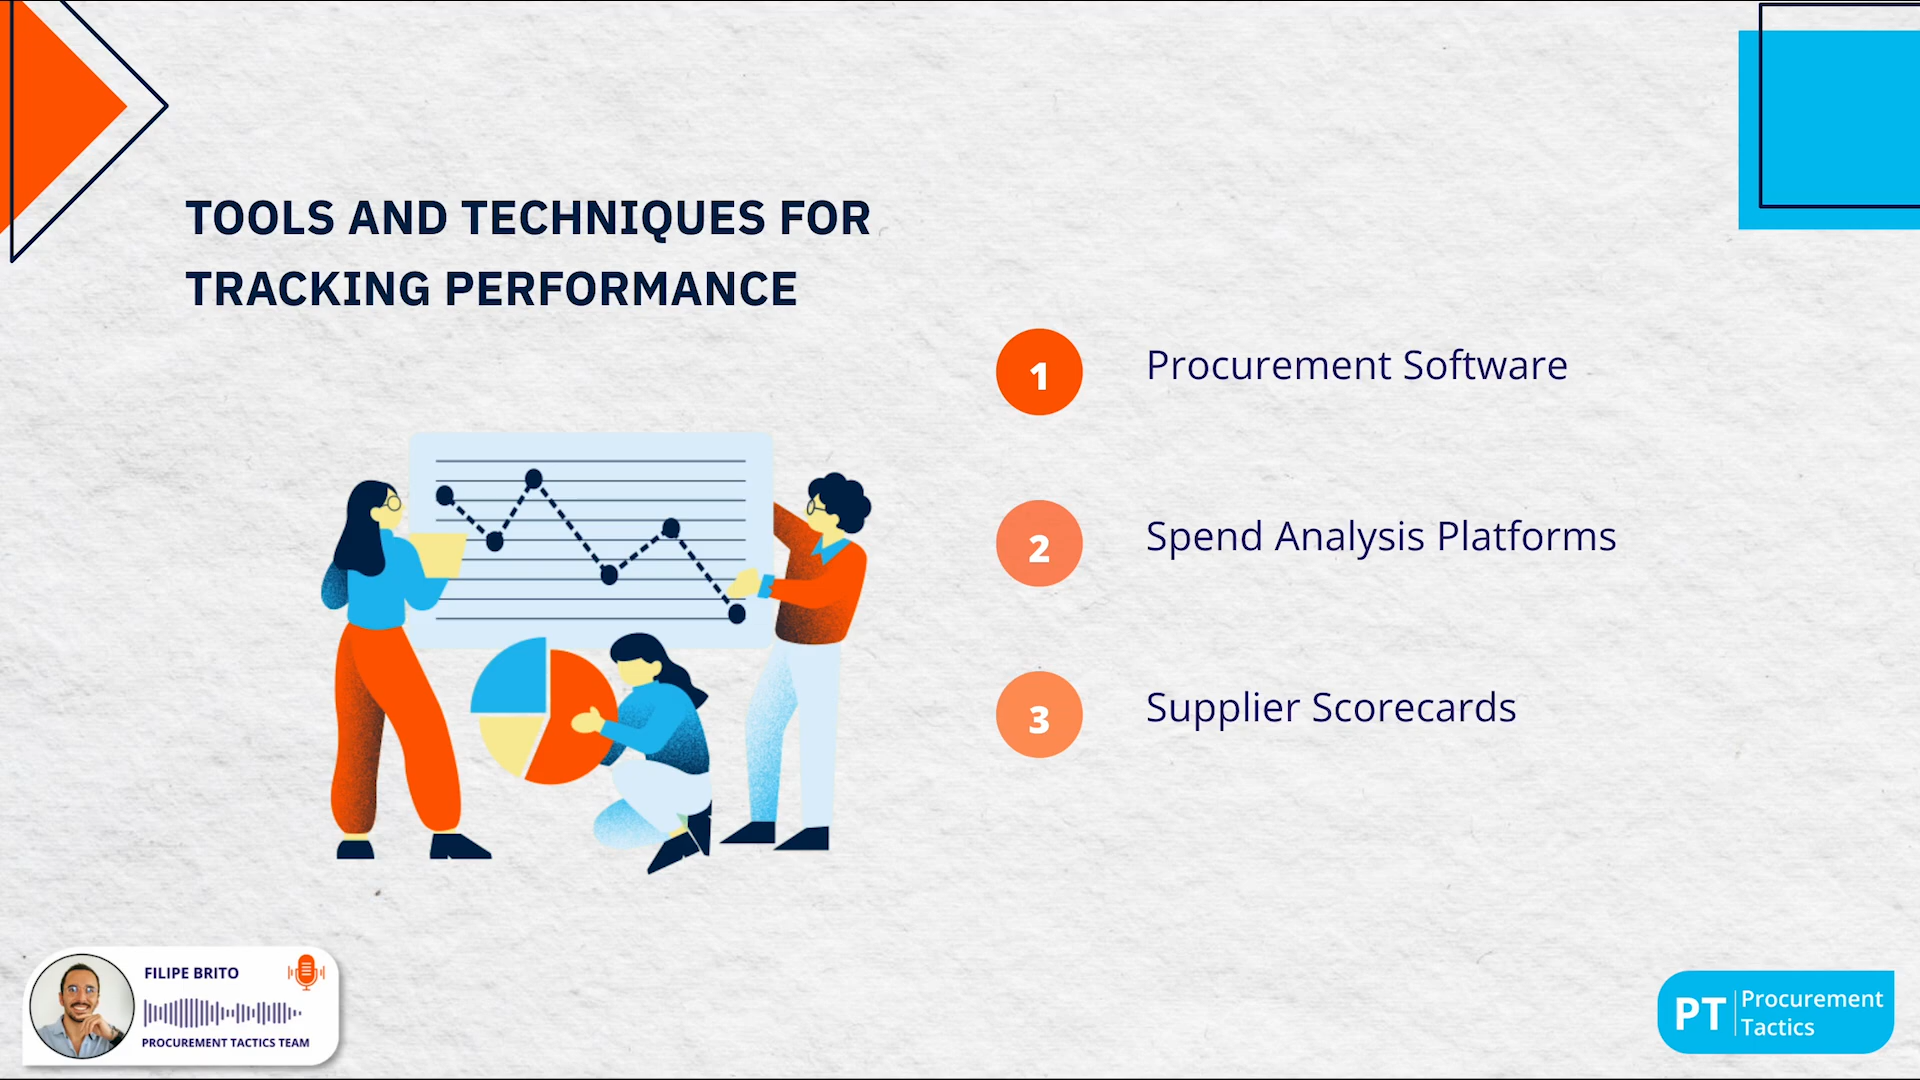 TOOLS AND TECHNIQUES FOR
TRACKING PERFORMANCE
1 Procurement Software
2 Spend Analysis Platforms
3 Supplier Scorecards
FILIPE BRITO
PROCUREMENT TACTICS TEAM
PT Procurement
Tactics